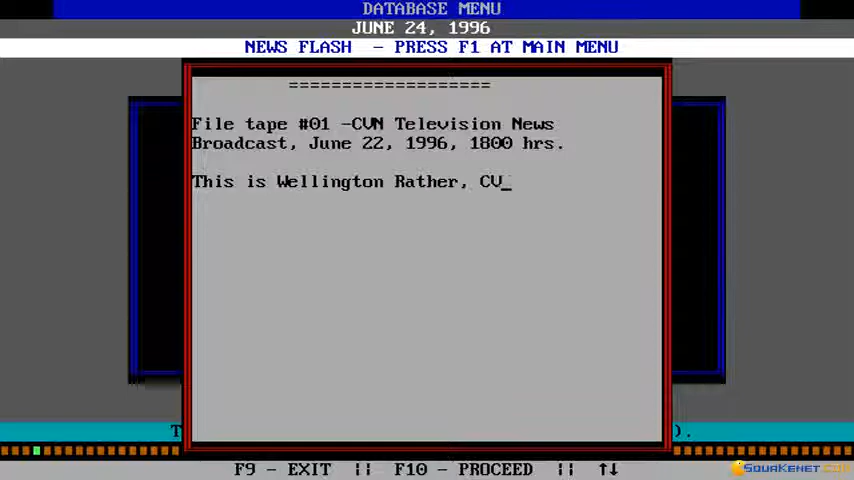 DATABASE MENU
JUNE 24, 1996
NEWS FLASH - PRESS F1 AT MAIN MENU
===================
File tape #01 -CVN Television News
Broadcast, June 22, 1996, 1800 hrs.
This is Wellington Rather, CV_
T ).
F9 - EXIT || F10 - PROCEED || ↑↓
SquakeNet.com